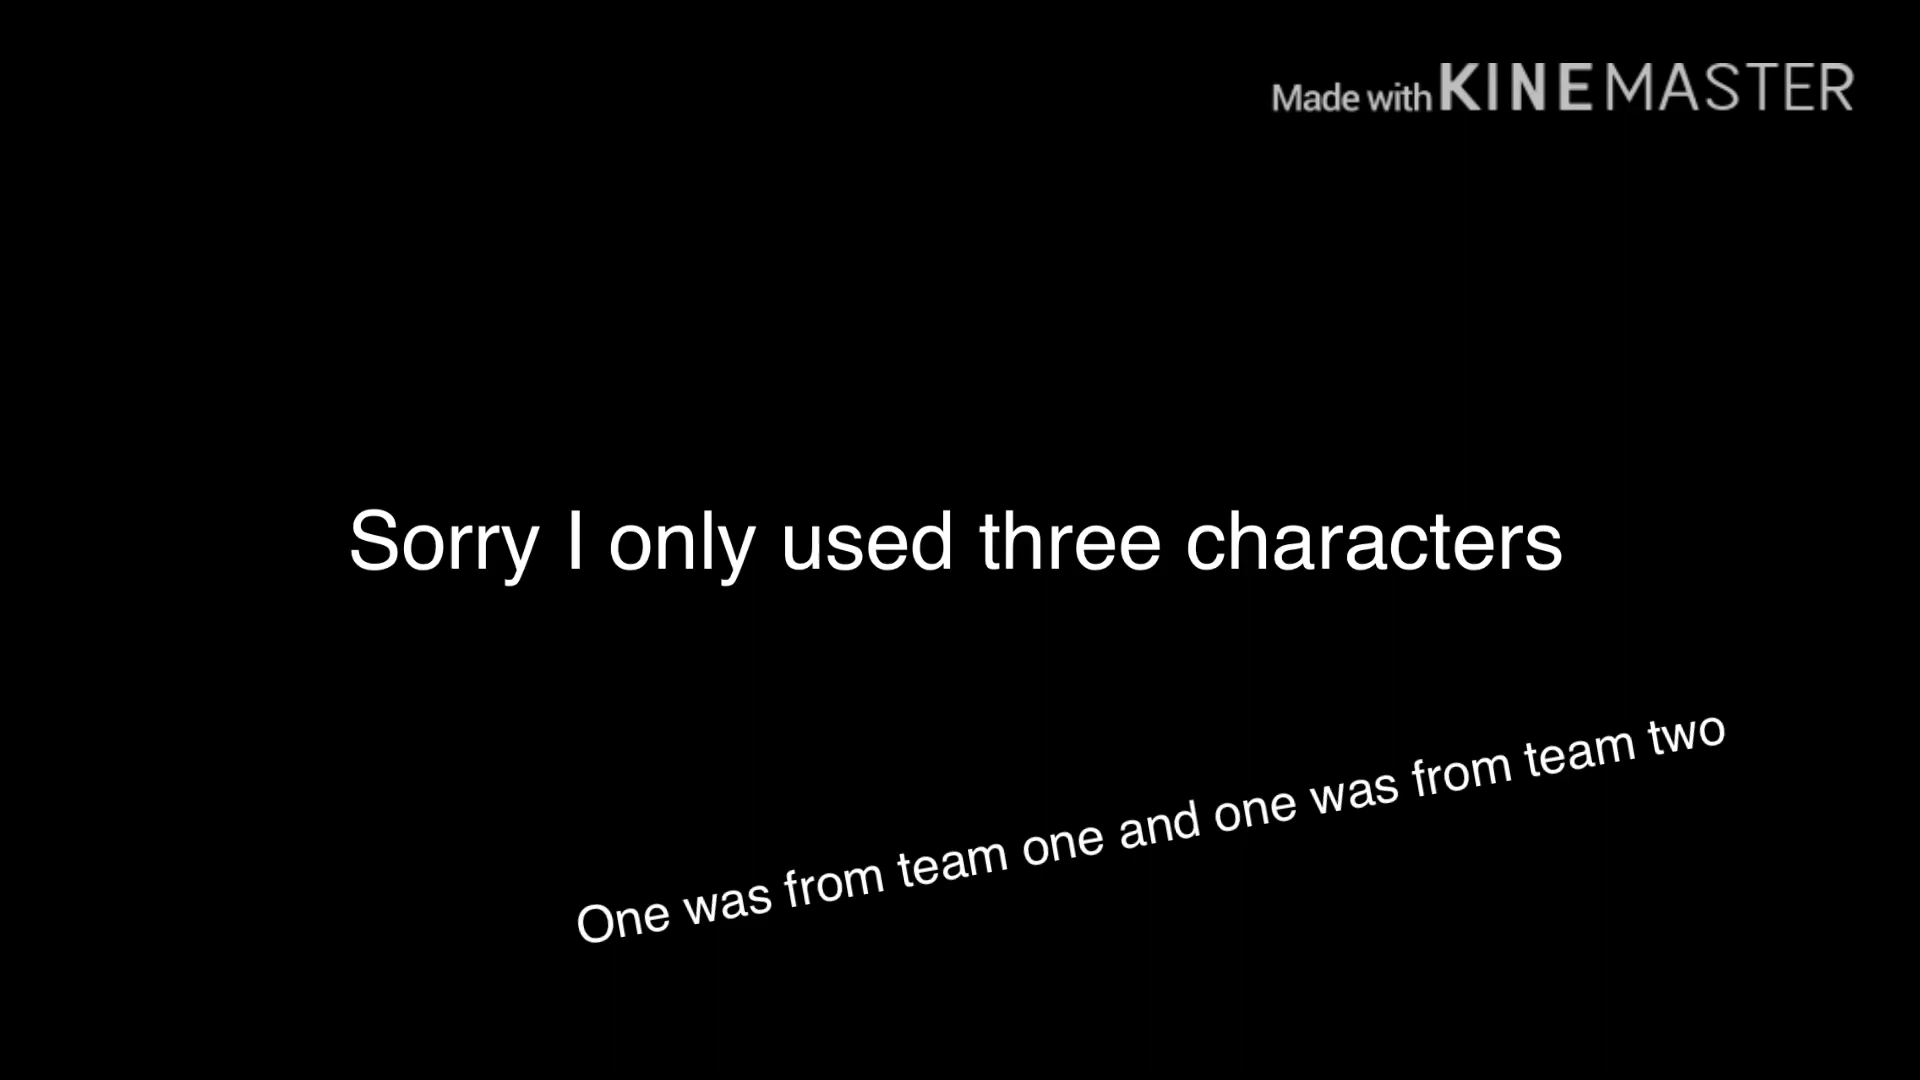 Made with KINEMASTER
Sorry I only used three characters
One was from team one and one was from team two